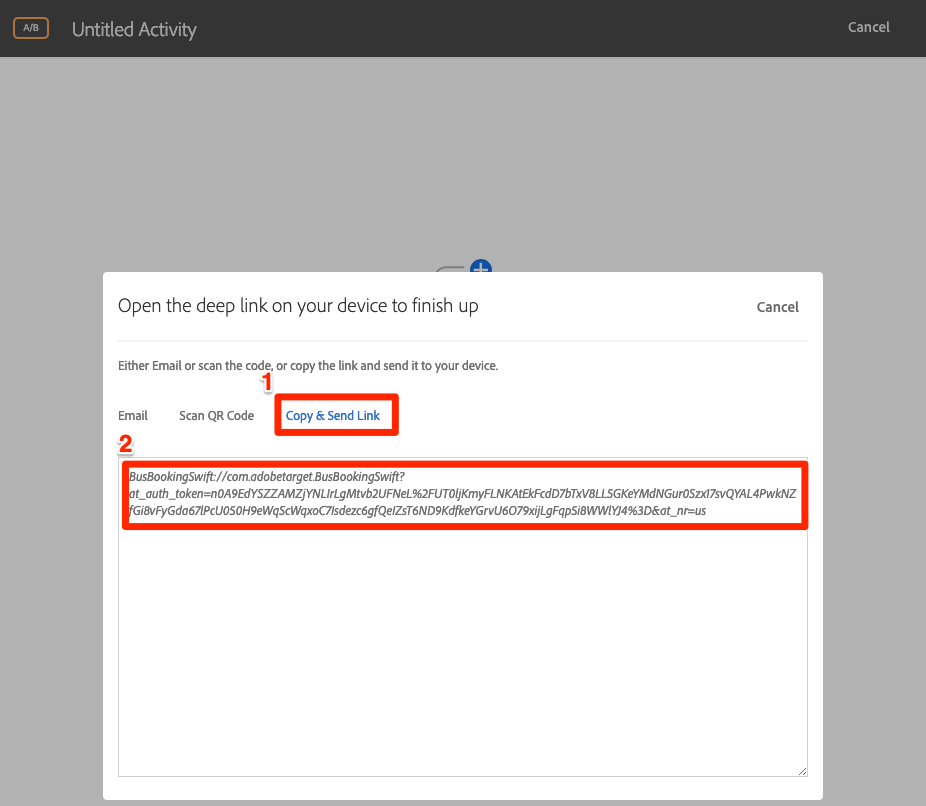 A/B
Untitled Activity
Cancel
Open the deep link on your device to finish up
Cancel
Either Email or scan the code, or copy the link and send it to your device.
1
Email
Scan QR Code
Copy & Send Link
2
BusBookingSwift://com.adobetarget.BusBookingSwift?
at_auth_token=n0A9EdYSZZAMZjYNLIrLgMtvb2UFNeL%2FUT0ljKmyFLNKAtEkFcdD7bTxV8LLSGKeYMdNGur0SzxI7svQYAL4PwkNZ
fGi8vFyGda67lPcU050H9eWqScWqxoC7Isdezc6gfQeIZsT6ND9KdfkeYGrvU6O79xijLgFqpSi8WWlYJ4%3D&at_nr=us